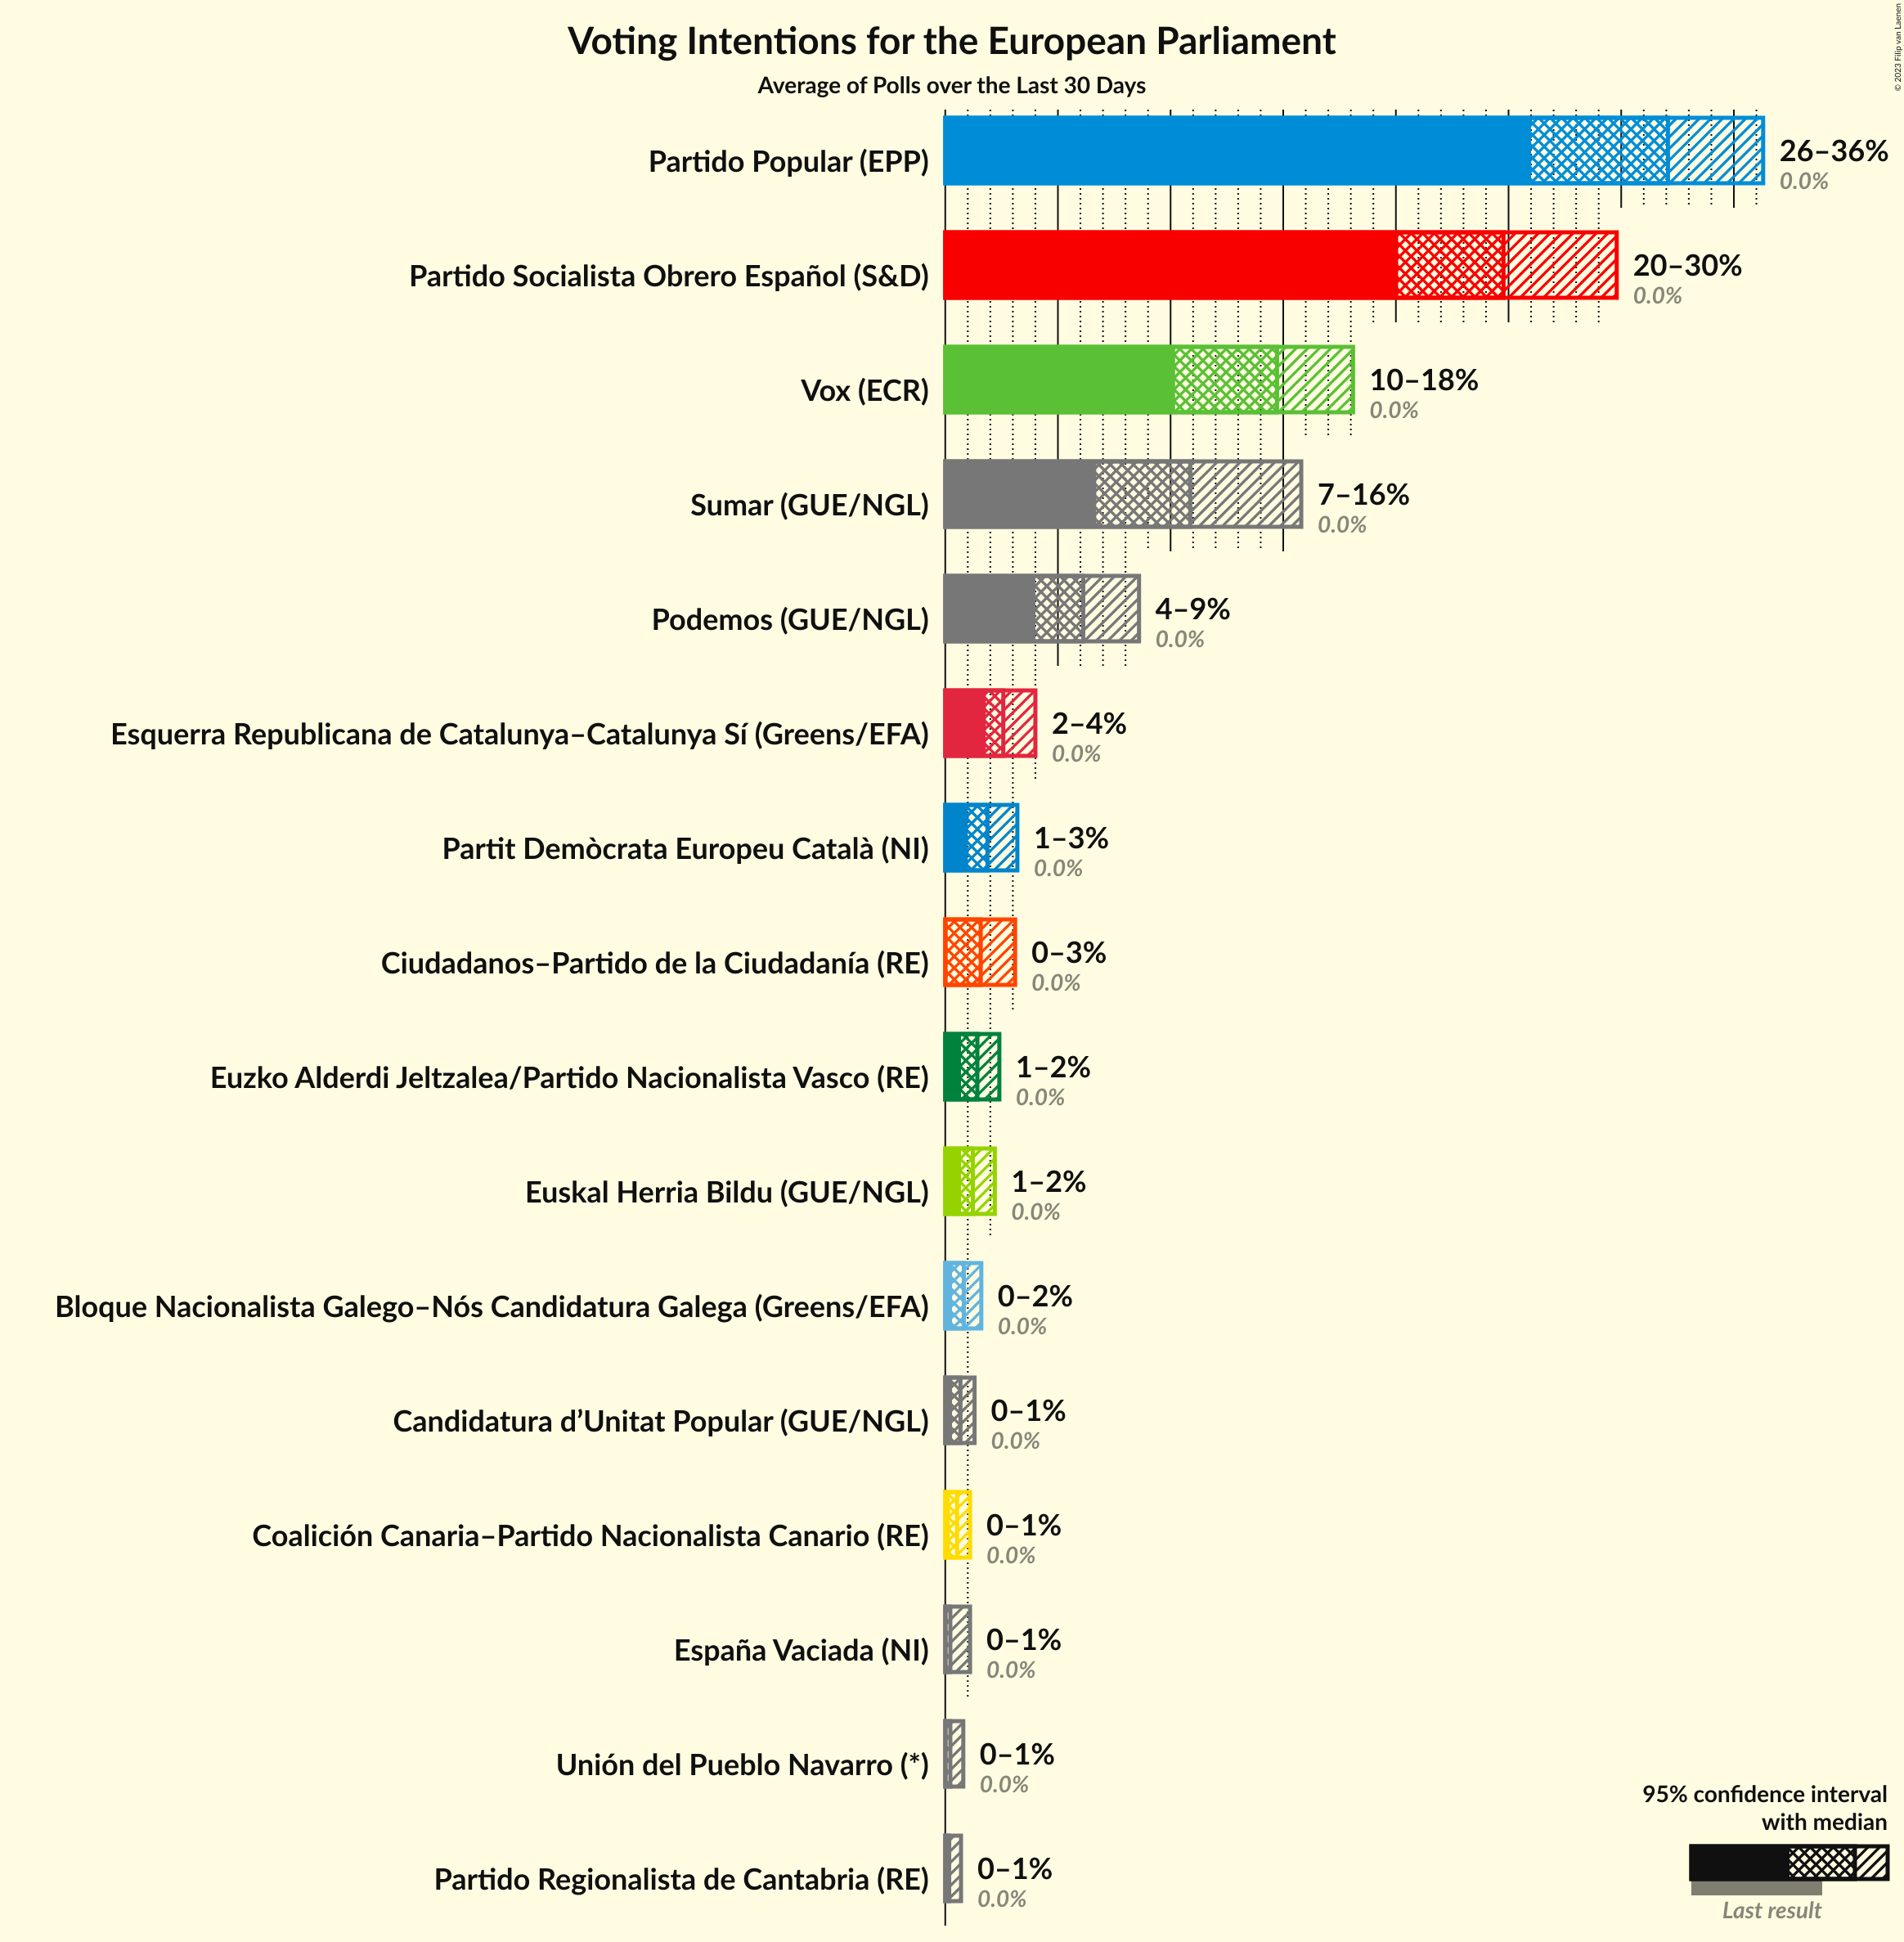 Voting Intentions for the European Parliament
Average of Polls over the Last 30 Days
© 2023 Filip van Laenen
Partido Popular (EPP)
26–36%
0.0%
Partido Socialista Obrero Español (S&D)
20–30%
0.0%
Vox (ECR)
10–18%
0.0%
Sumar (GUE/NGL)
7–16%
0.0%
Podemos (GUE/NGL)
4–9%
0.0%
Esquerra Republicana de Catalunya–Catalunya Sí (Greens/EFA)
2–4%
0.0%
Partit Demòcrata Europeu Català (NI)
1–3%
0.0%
Ciudadanos–Partido de la Ciudadanía (RE)
0–3%
0.0%
Euzko Alderdi Jeltzalea/Partido Nacionalista Vasco (RE)
1–2%
0.0%
Euskal Herria Bildu (GUE/NGL)
1–2%
0.0%
Bloque Nacionalista Galego–Nós Candidatura Galega (Greens/EFA)
0–2%
0.0%
Candidatura d’Unitat Popular (GUE/NGL)
0–1%
0.0%
Coalición Canaria–Partido Nacionalista Canario (RE)
0–1%
0.0%
España Vaciada (NI)
0–1%
0.0%
Unión del Pueblo Navarro (*)
0–1%
0.0%
Partido Regionalista de Cantabria (RE)
0–1%
0.0%
95% confidence interval
with median
Last result